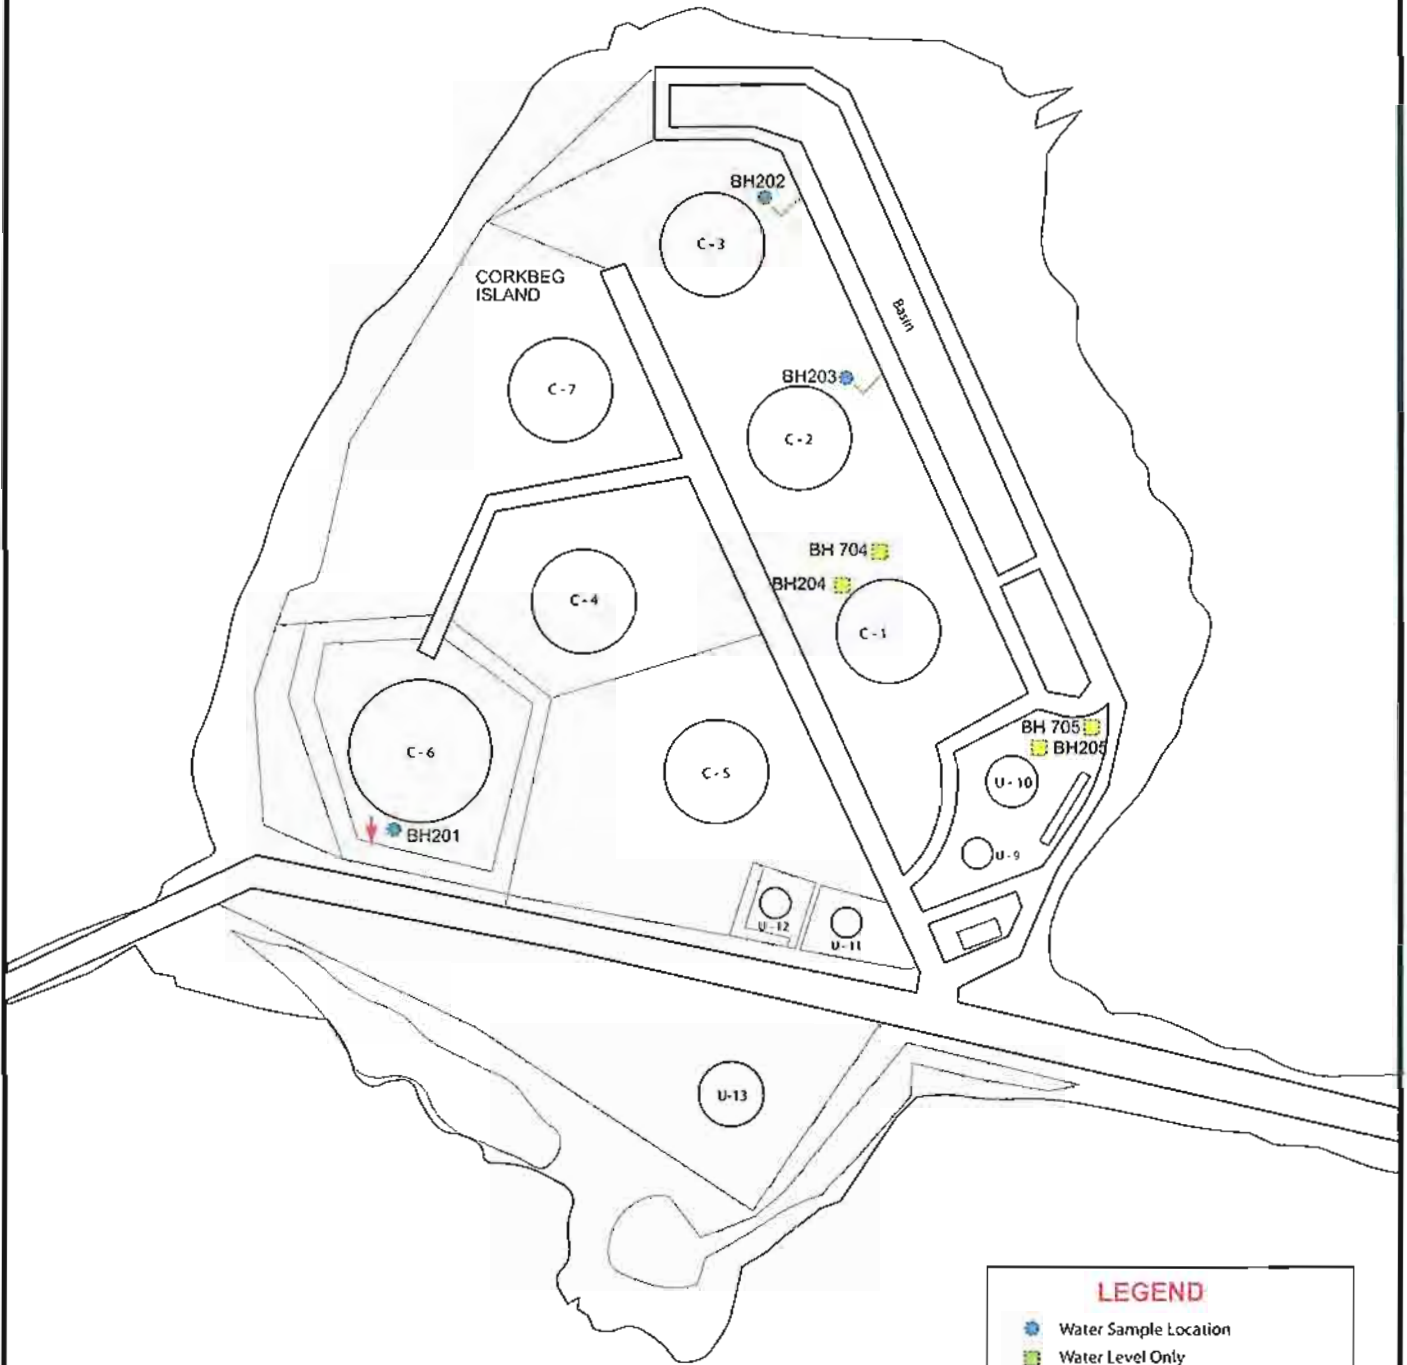 BH202
C-3
CORKBEG
ISLAND
Basin
C-7
BH203
C-2
BH 704
BH204
C-4
C-1
BH 705
BH205
C-6
C-5
U-10
BH201
U-9
U-12
U-11
U-13
LEGEND
Water Sample Location
Water Level Only